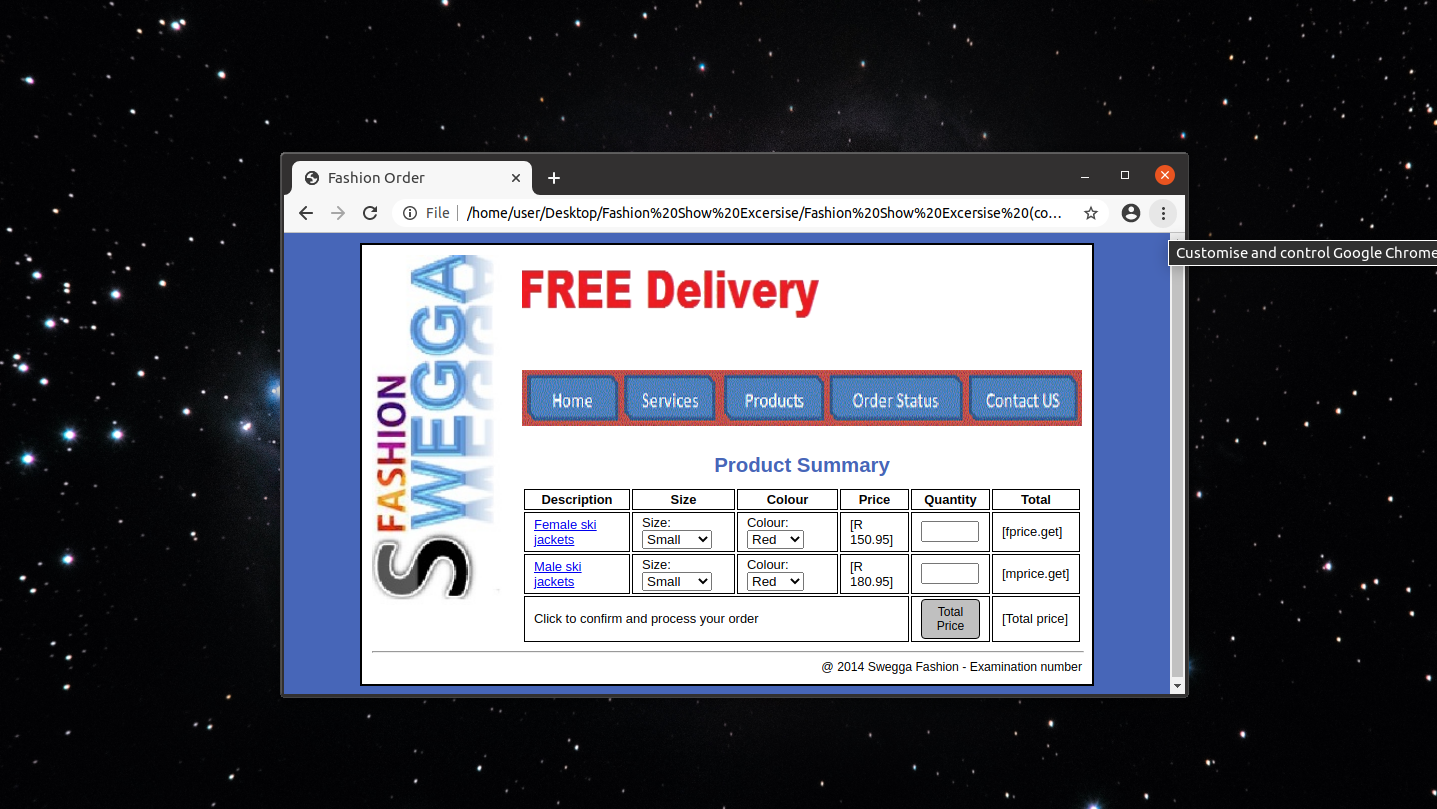 Fashion Order
File
/home/user/Desktop/Fashion%20Show%20Excersise/Fashion%20Show%20Excersise%20(co…
Customise and control Google Chrome
FASHION
SWEGGA
FREE Delivery
Home Services Products Order Status Contact US
Product Summary
Description Size Colour Price Quantity Total
Female ski
jackets
Size:
Small
Colour:
Red
[R
150.95]
[fprice.get]
Male ski
jackets
Size:
Small
Colour:
Red
[R
180.95]
[mprice.get]
Click to confirm and process your order
Total
Price
[Total price]
@ 2014 Swegga Fashion - Examination number